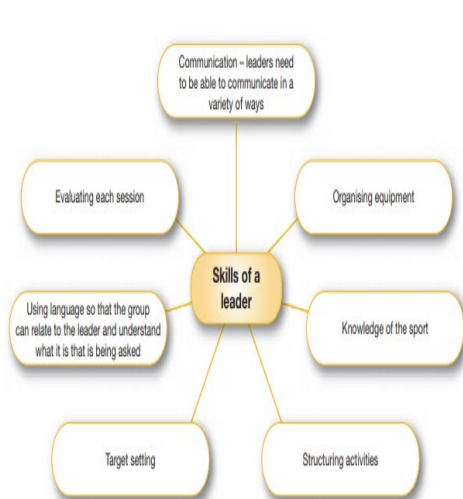 Communication – leaders need
to be able to communicate in a
variety of ways
Evaluating each session
Organising equipment
Skills of a
leader
Using language so that the group
can relate to the leader and understand
what it is that is being asked
Knowledge of the sport
Target setting
Structuring activities